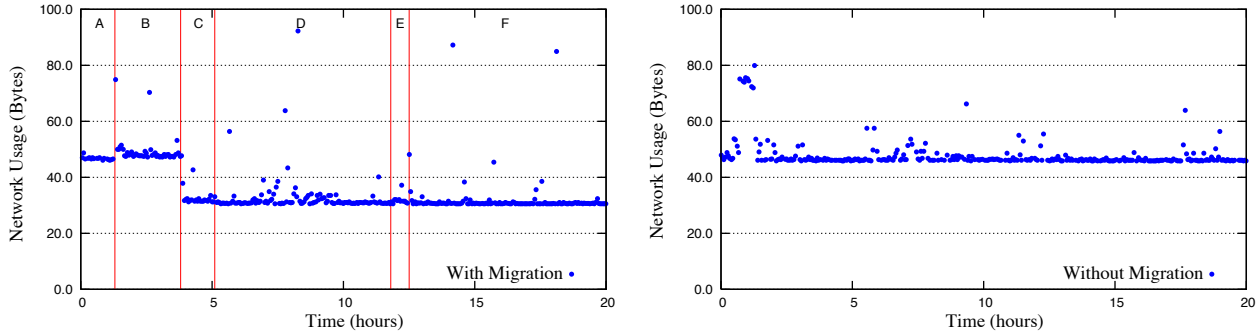 100.0
80.0
60.0
40.0
20.0
0.0
Network Usage (Bytes)
A B C D E F
With Migration
0 5 10 15 20
Time (hours)
100.0
80.0
60.0
40.0
20.0
0.0
Network Usage (Bytes)
Without Migration
0 5 10 15 20
Time (hours)